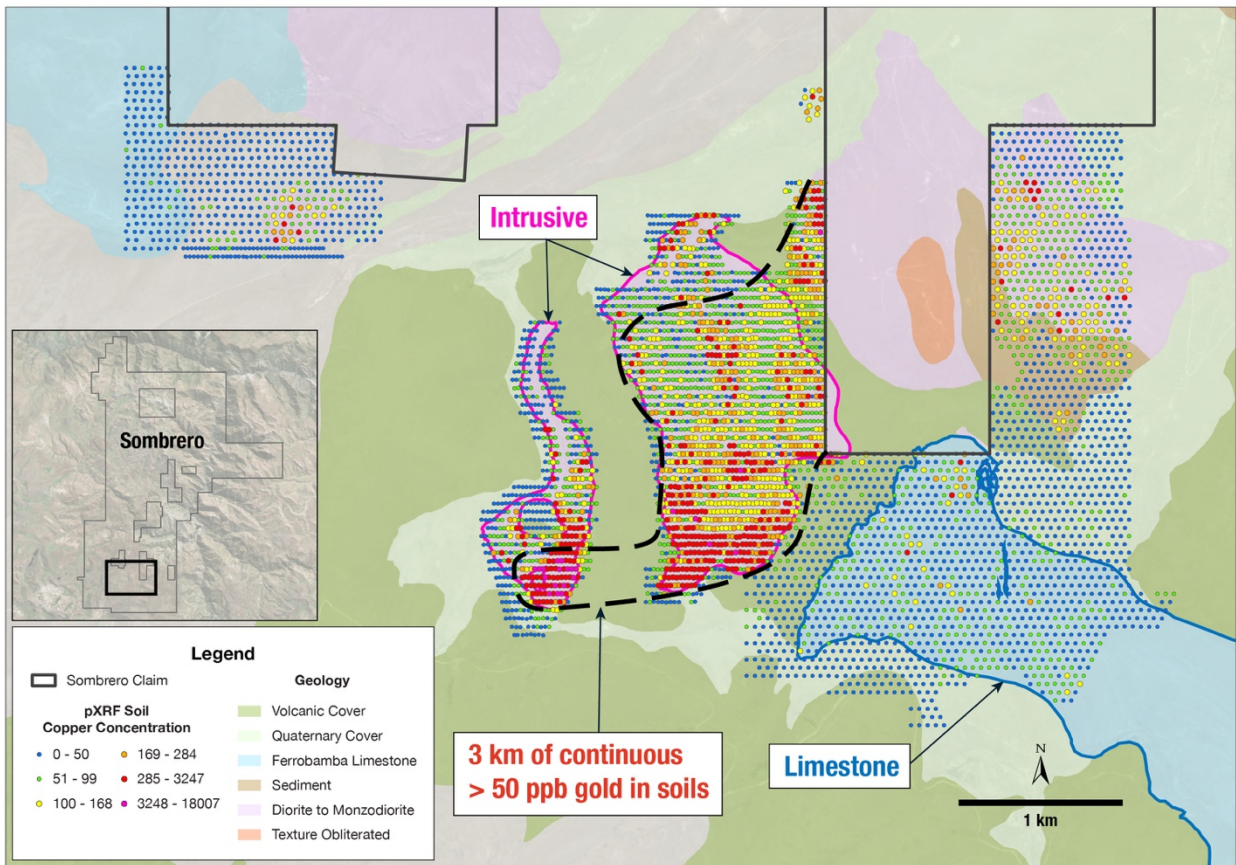 Intrusive
Sombrero
3 km of continuous
> 50 ppb gold in soils
Limestone
N
1 km
Legend
Sombrero Claim
pXRF Soil
Copper Concentration
0 - 50
51 - 99
100 - 168
169 - 284
285 - 3247
3248 - 18007
Geology
Volcanic Cover
Quaternary Cover
Ferrobamba Limestone
Sediment
Diorite to Monzodiorite
Texture Obliterated